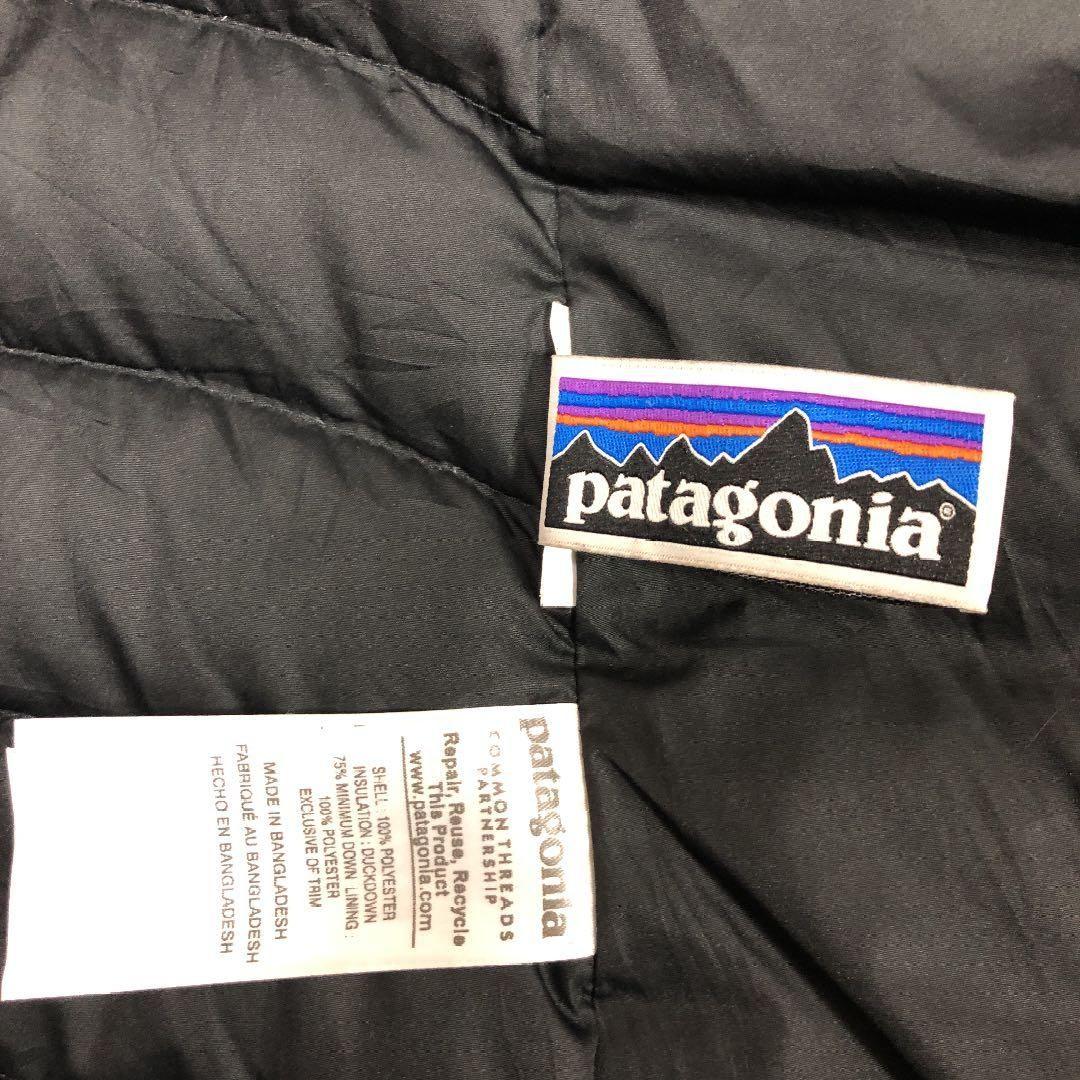 patagonia®
patagonia
COMMON THREADS
PARTNERSHIP
Repair, Reuse, Recycle
This Product
www.patagonia.com
SHELL : 100% POLYESTER
INSULATION : DUCKDOWN
75% MINIMUM DOWN LINING :
100% POLYESTER
EXCLUSIVE OF TRIM
MADE IN BANGLADESH
FABRIQUÉ AU BANGLADESH
HECHO EN BANGLADESH